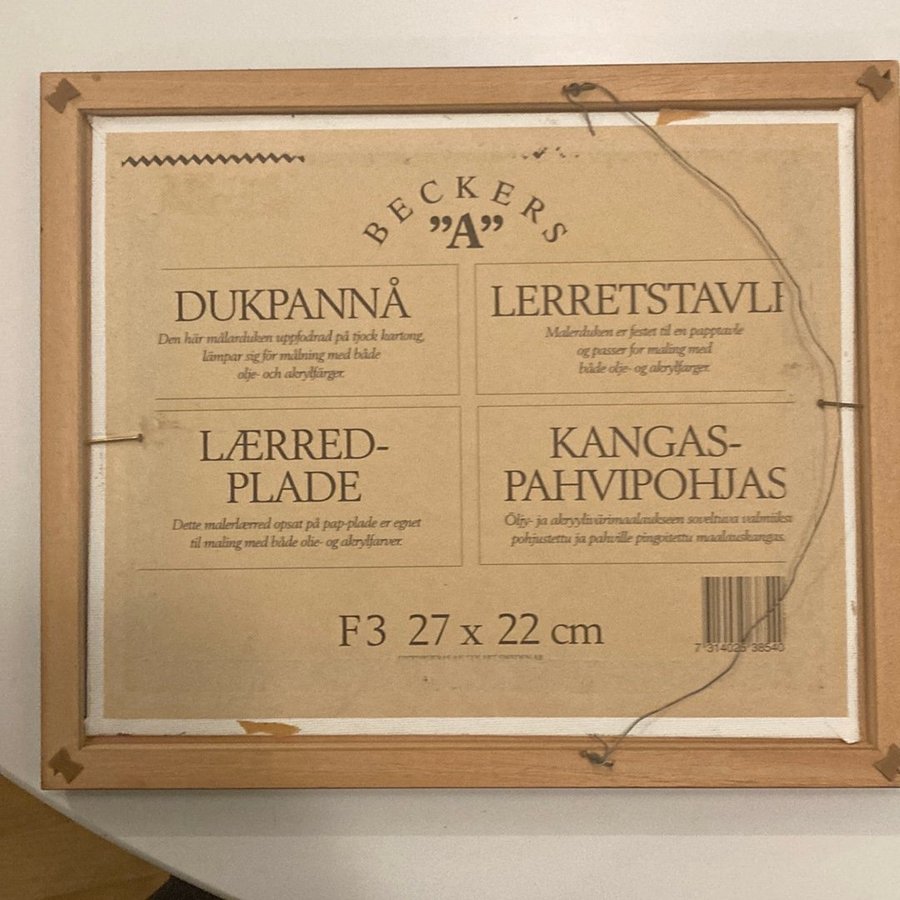 BECKERS
"A"
DUKPANNÅ
Den här målarduken uppfodrad på tjock kartong,
lämpar sig för målning med både
olje- och akrylfärger.
LERRETSTAVLE
Malerduken er festet til en papptavle
og passer for maling med
både olje- og akrylfarger.
LÆRRED-
PLADE
Dette malerlærred opsat på pap-plade er egnet
til maling med både olie- og akrylfarver.
KANGAS-
PAHVIPOHJAS
Öljy- ja akryylivärimaalaukseen soveltuva valmiiksi
pohjustettu ja pahville pingoitettu maalauskangas.
F3 27 x 22 cm
7 314025 38540